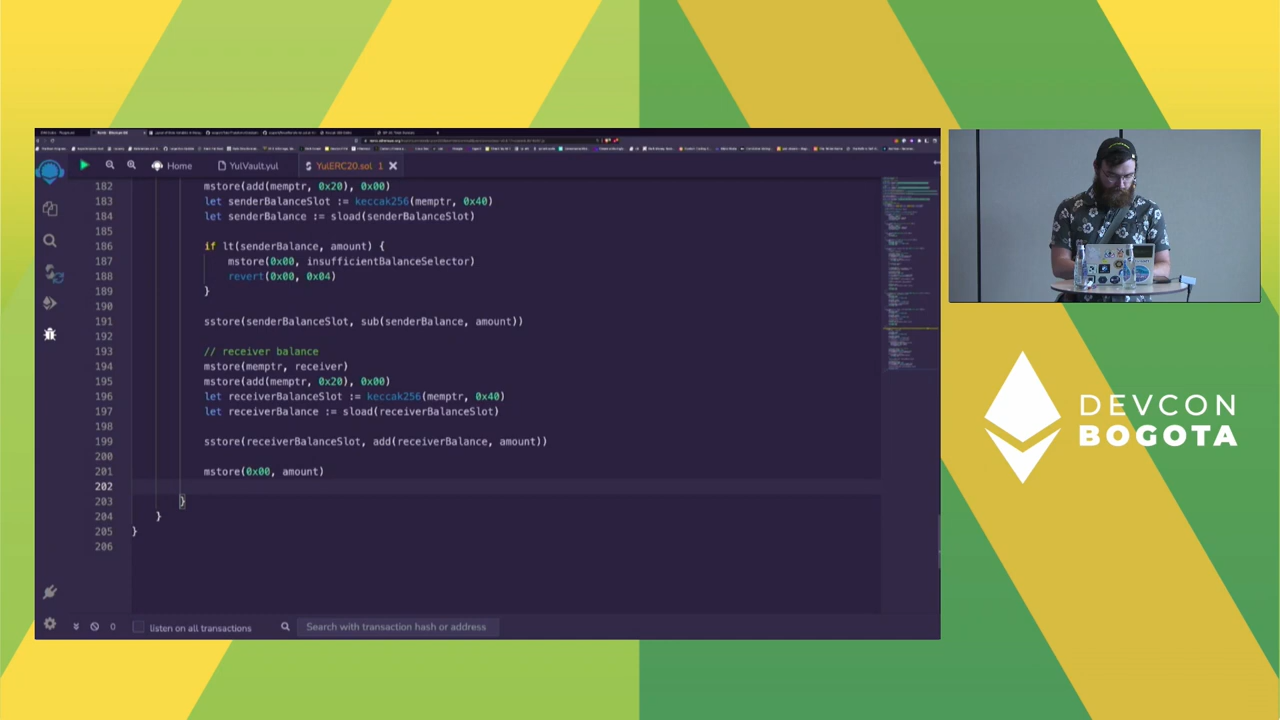 Home
YulVault.yul
YulERC20.sol 1
182 mstore(add(memptr, 0x20), 0x00)
183 let senderBalanceSlot := keccak256(memptr, 0x40)
184 let senderBalance := sload(senderBalanceSlot)
185
186 if lt(senderBalance, amount) {
187 mstore(0x00, insufficientBalanceSelector)
188 revert(0x00, 0x04)
189 }
190
191 sstore(senderBalanceSlot, sub(senderBalance, amount))
192
193 // receiver balance
194 mstore(memptr, receiver)
195 mstore(add(memptr, 0x20), 0x00)
196 let receiverBalanceSlot := keccak256(memptr, 0x40)
197 let receiverBalance := sload(receiverBalanceSlot)
198
199 sstore(receiverBalanceSlot, add(receiverBalance, amount))
200
201 mstore(0x00, amount)
202
203 }
204 }
205 }
206
0
listen on all transactions
Search with transaction hash or address
DEVCON
BOGOTA